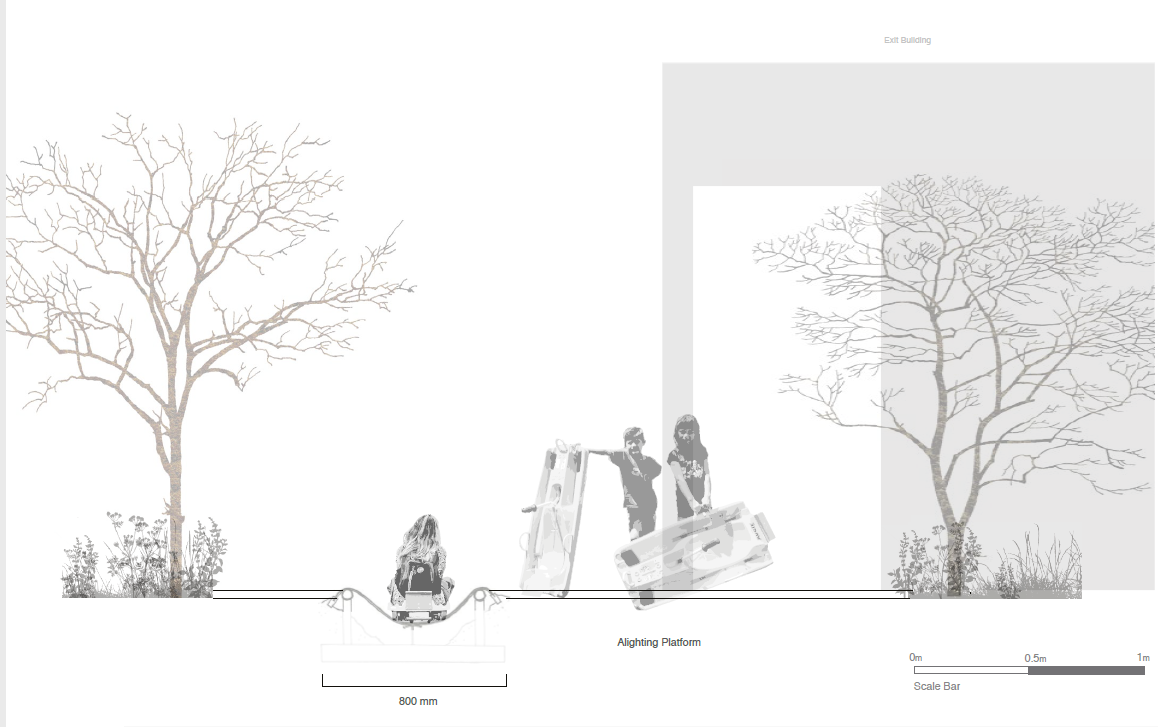 Exit Building
Alighting Platform
0m 0.5m 1m
Scale Bar
800 mm